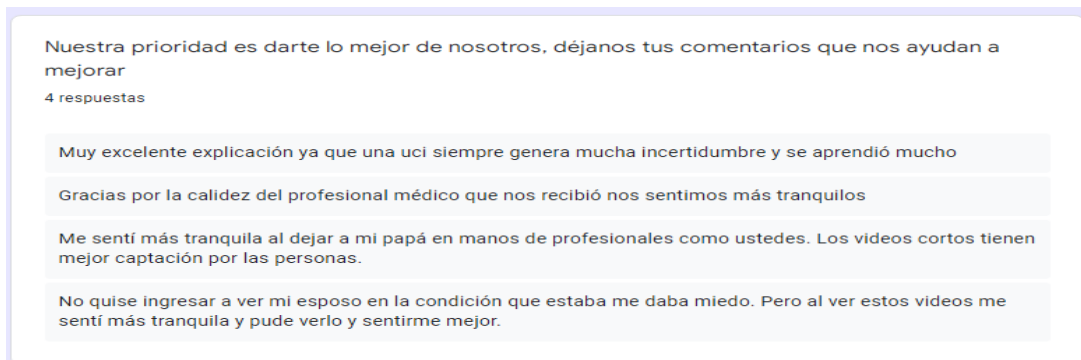 Nuestra prioridad es darte lo mejor de nosotros, déjanos tus comentarios que nos ayudan a
mejorar
4 respuestas
Muy excelente explicación ya que una uci siempre genera mucha incertidumbre y se aprendió mucho
Gracias por la calidez del profesional médico que nos recibió nos sentimos más tranquilos
Me sentí más tranquila al dejar a mi papá en manos de profesionales como ustedes. Los videos cortos tienen
mejor captación por las personas.
No quise ingresar a ver mi esposo en la condición que estaba me daba miedo. Pero al ver estos videos me
sentí más tranquila y pude verlo y sentirme mejor.